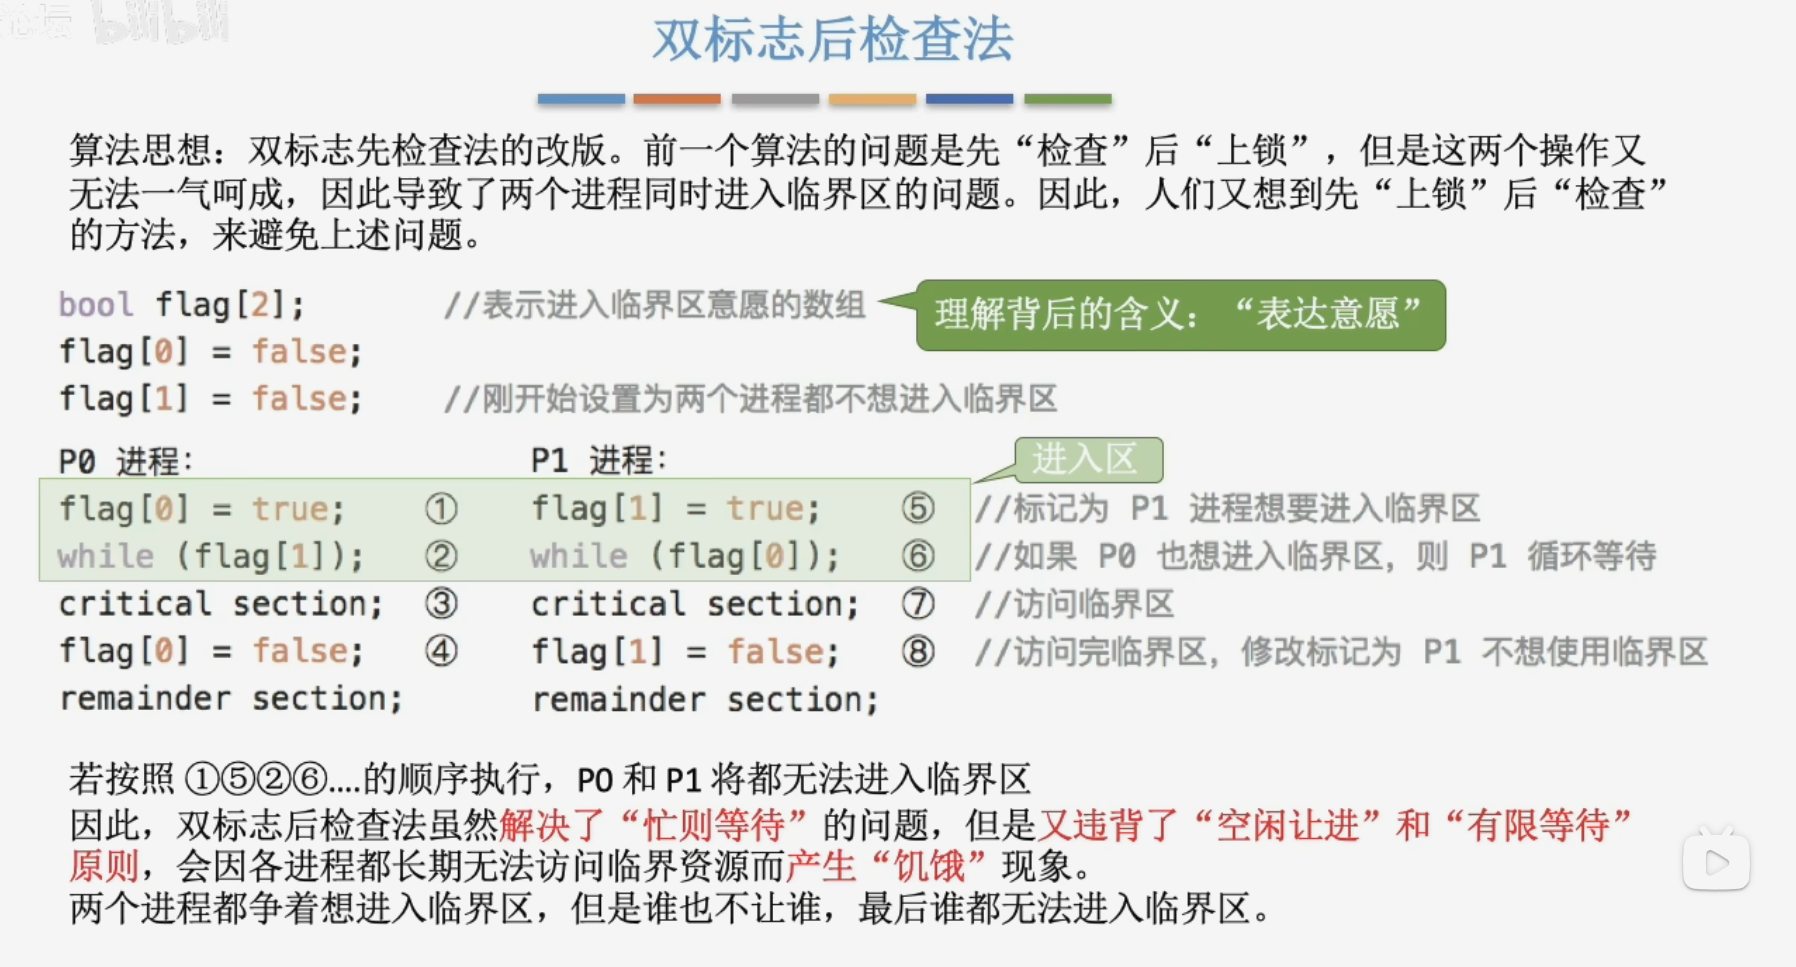 论坛 bilibili
双标志后检查法
算法思想：双标志先检查法的改版。前一个算法的问题是先“检查”后“上锁”，但是这两个操作又
无法一气呵成，因此导致了两个进程同时进入临界区的问题。因此，人们又想到先“上锁”后“检查”
的方法，来避免上述问题。
bool flag[2]; //表示进入临界区意愿的数组
理解背后的含义：“表达意愿”
flag[0] = false;
flag[1] = false; //刚开始设置为两个进程都不想进入临界区
P0 进程： P1 进程：
进入区
flag[0] = true; ① flag[1] = true; ⑤ //标记为 P1 进程想要进入临界区
while (flag[1]); ② while (flag[0]); ⑥ //如果 P0 也想进入临界区，则 P1 循环等待
critical section; ③ critical section; ⑦ //访问临界区
flag[0] = false; ④ flag[1] = false; ⑧ //访问完临界区，修改标记为 P1 不想使用临界区
remainder section; remainder section;
若按照 ①⑤②⑥....的顺序执行，P0 和 P1 将都无法进入临界区
因此，双标志后检查法虽然解决了“忙则等待”的问题，但是又违背了“空闲让进”和“有限等待”
原则，会因各进程都长期无法访问临界资源而产生“饥饿”现象。
两个进程都争着想进入临界区，但是谁也不让谁，最后谁都无法进入临界区。